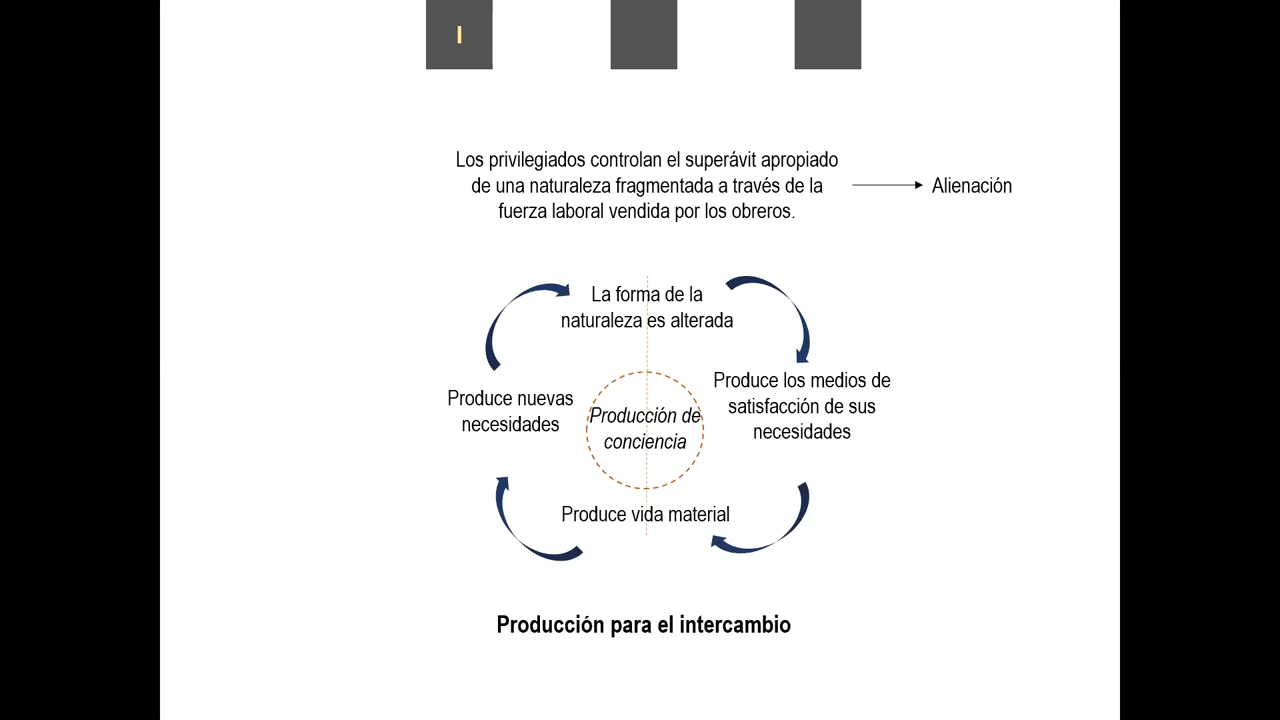 I
Los privilegiados controlan el superávit apropiado
de una naturaleza fragmentada a través de la
fuerza laboral vendida por los obreros.
Alienación
La forma de la
naturaleza es alterada
Produce los medios de
satisfacción de sus
necesidades
Produce nuevas
necesidades
Producción de
conciencia
Produce vida material
Producción para el intercambio